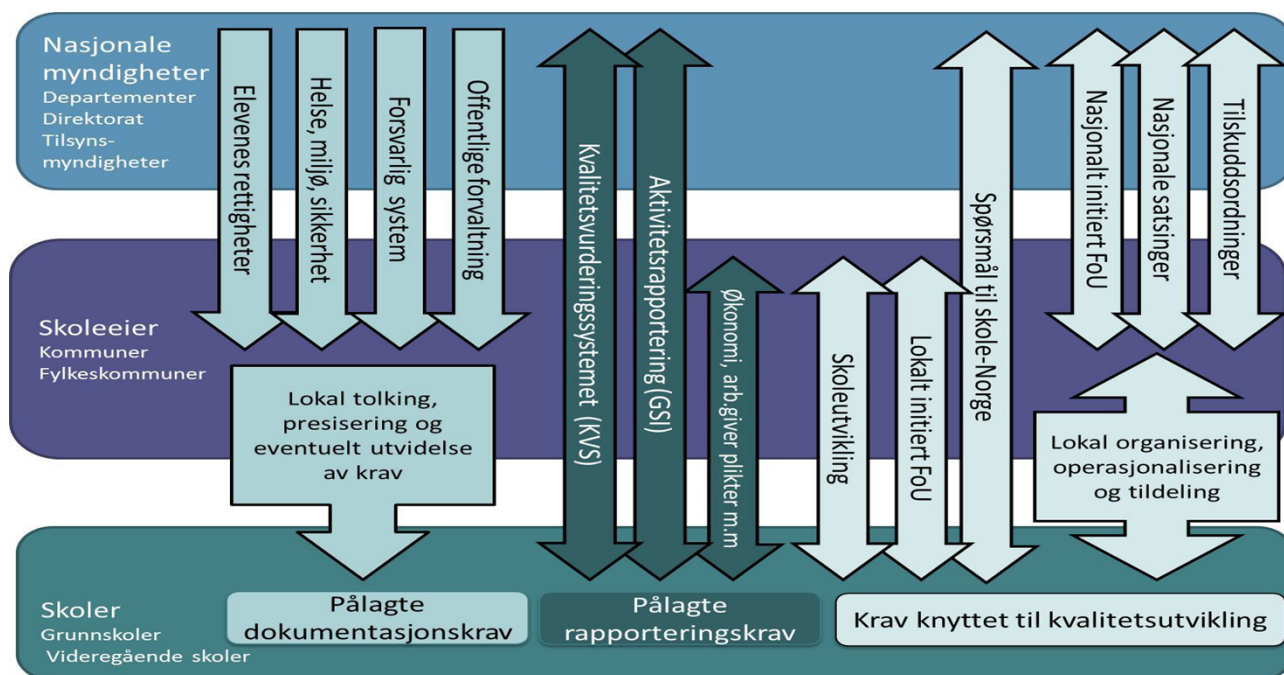 Nasjonale
myndigheter
Departementer
Direktorat
Tilsyns-
myndigheter
Elevenes rettigheter
Helse, miljø, sikkerhet
Forsvarlig system
Offentlige forvaltning
Kvalitetsvurderingssystemet (KVS)
Aktivitetsrapportering (GSI)
Økonomi, arb.giver plikter m.m
Skoleutvikling
Lokalt initiert FoU
Spørsmål til skole-Norge
Nasjonalt initiert FoU
Nasjonale satsinger
Tilskuddsordninger
Skoleeier
Kommuner
Fylkeskommuner
Lokal tolking,
presisering og
eventuelt utvidelse
av krav
Lokal organisering,
operasjonalisering
og tildeling
Skoler
Grunnskoler
Videregående skoler
Pålagte
dokumentasjonskrav
Pålagte
rapporteringskrav
Krav knyttet til kvalitetsutvikling